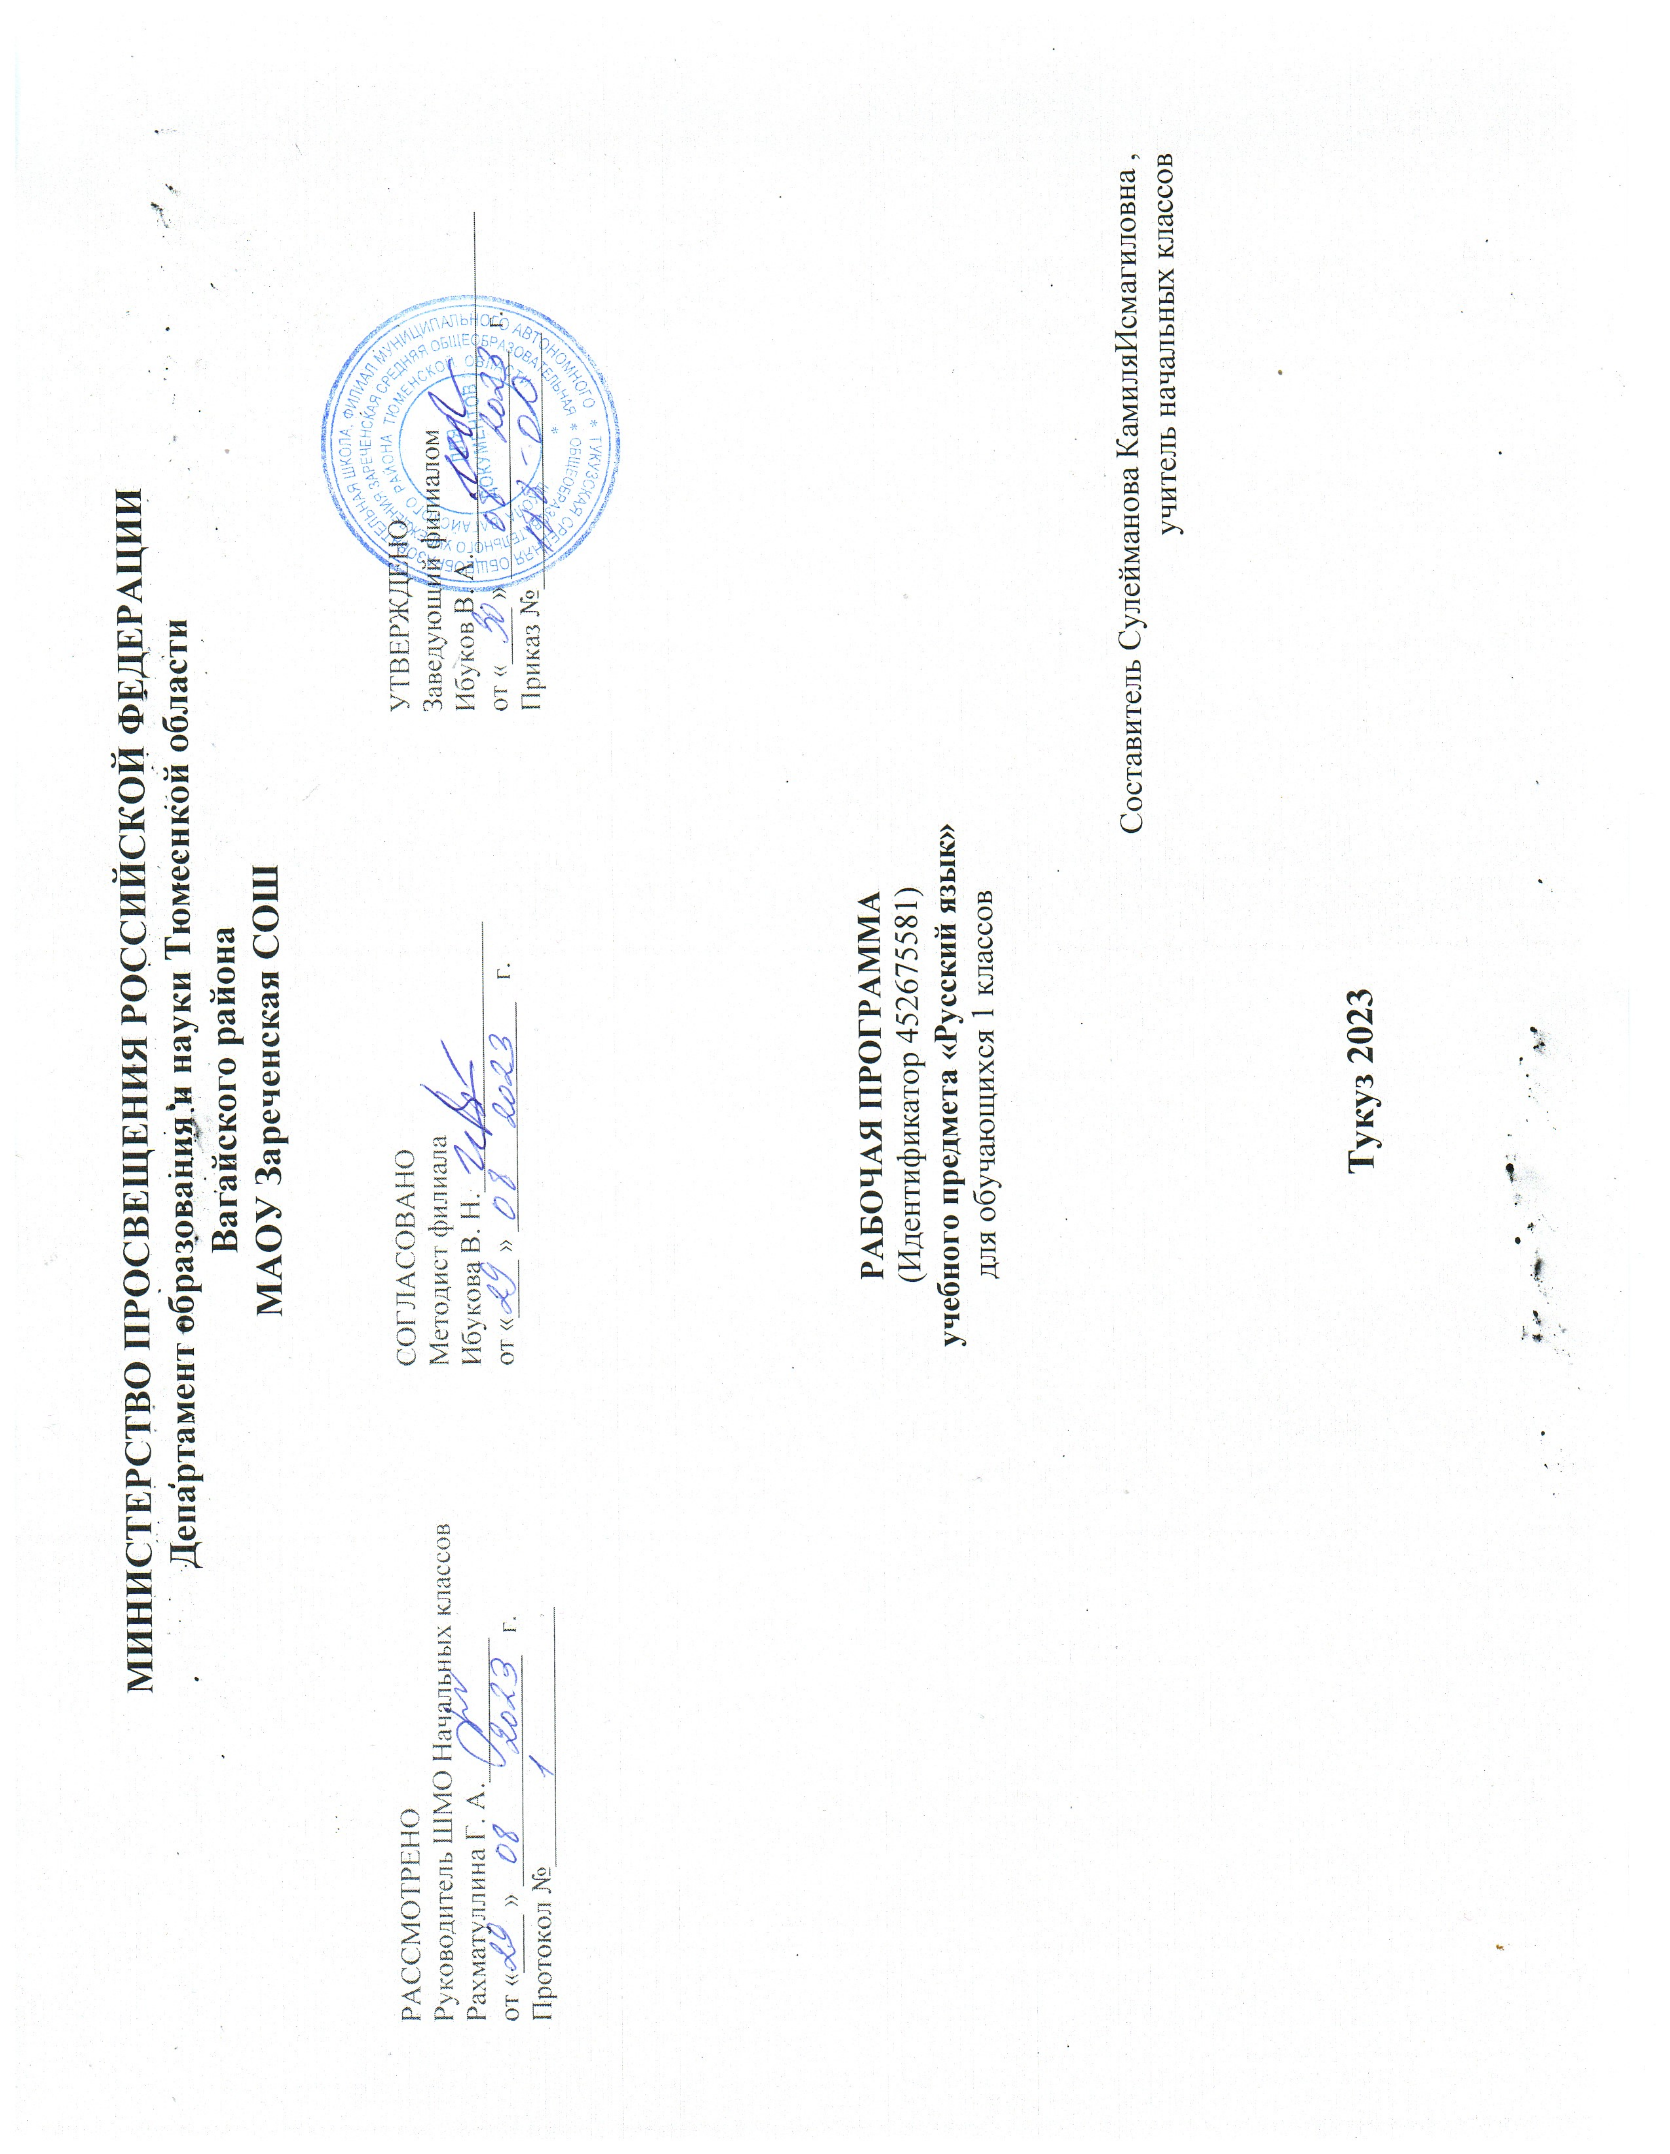 МИНИСТЕРСТВО ПРОСВЕЩЕНИЯ РОССИЙСКОЙ ФЕДЕРАЦИИ
Департамент образования и науки Тюмеенкой области
Вагайского района
МАОУ Зареченская СОШ
РАССМОТРЕНО
Руководитель ШМО Начальных классов
Рахматуллина Г. А.
от «29» 08 2023 г.
Протокол № 1
СОГЛАСОВАНО
Методист филиала
Ибукова В. Н.
от «29» 08 2023 г.
УТВЕРЖДЕНО
Заведующий филиалом
Ибуков В. А.
от «30» 08 2023 г.
Приказ №
РАБОЧАЯ ПРОГРАММА
(Идентификатор 452675581)
учебного предмета «Русский язык»
для обучающихся 1 классов
Составитель Сулейманова КамиляИсмагиловна ,
учитель начальных классов
Тукуз 2023